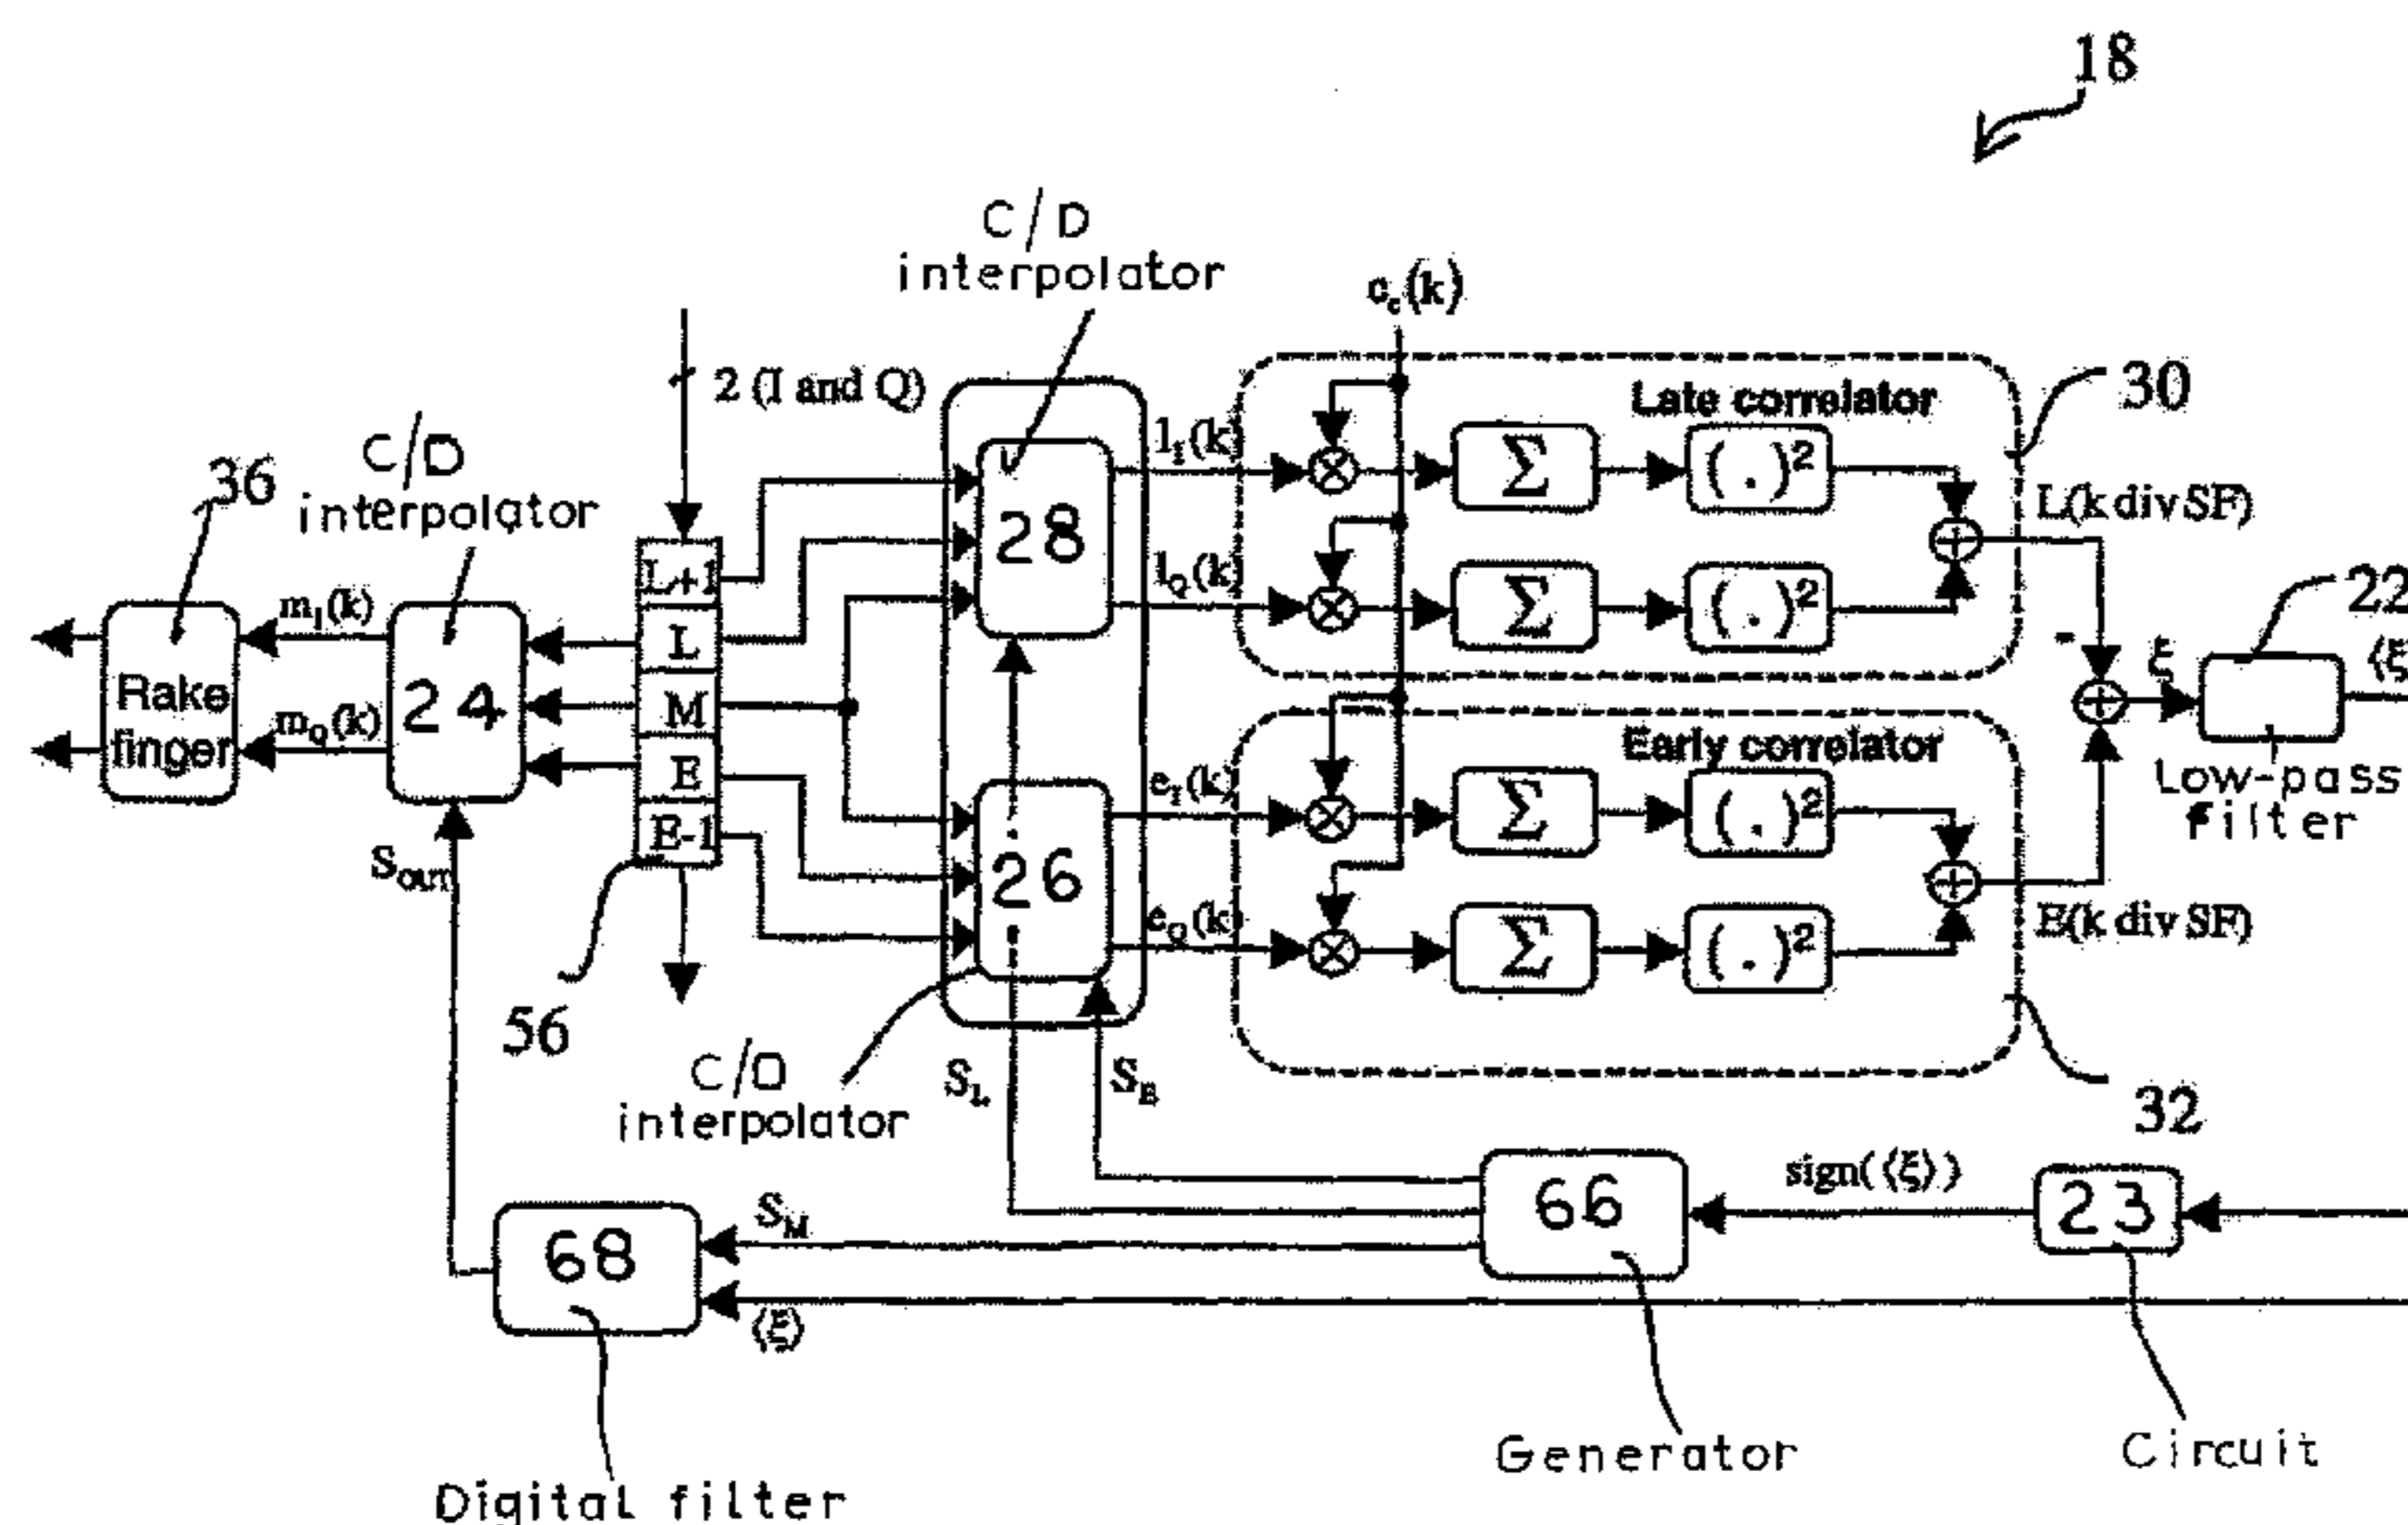 18
C/D
interpolator
c_c(k)
2 (I and Q)
Late correlator
30
C/D
interpolator
36
28
l_I(k)
Σ
(.)²
L(k div SF)
l_Q(k)
Σ
(.)²
22
L+1
L
M
E
E-1
m_I(k)
m_Q(k)
Rake
finger
24
-
ξ
⟨ξ
Low-pass
filter
Early correlator
26
e_I(k)
Σ
(.)²
e_Q(k)
Σ
(.)²
E(k div SF)
S_OUT
56
C/D
interpolator
S_L
S_E
32
68
S_M
⟨ξ⟩
66
sign(⟨ξ⟩)
23
Generator
Circuit
Digital filter